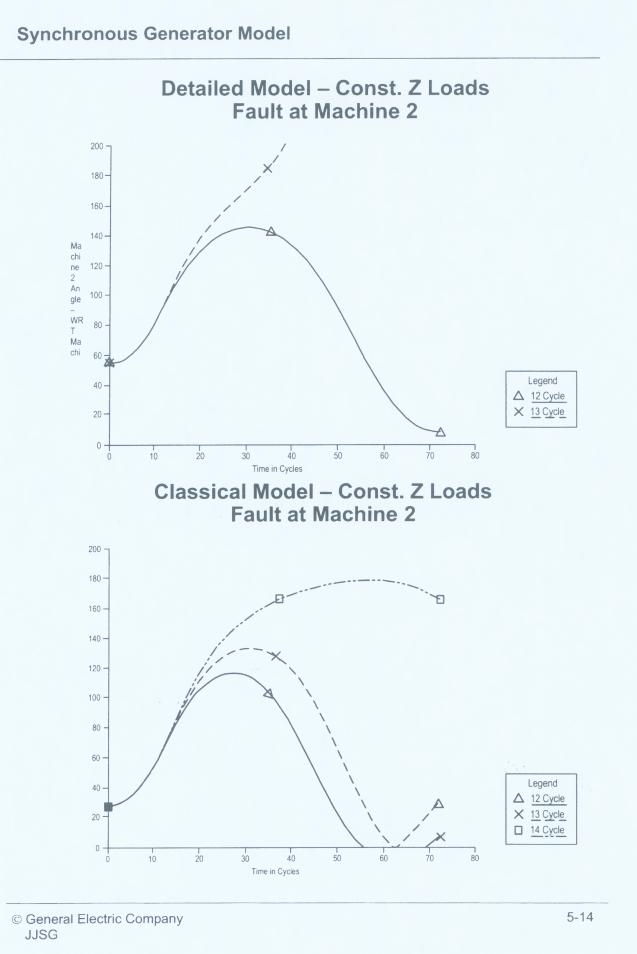 Synchronous Generator Model
Detailed Model – Const. Z Loads
Fault at Machine 2
200
180
160
140
120
100
80
60
40
20
0
Ma
chi
ne
2
An
gle
–
WR
T
Ma
chi
0 10 20 30 40 50 60 70 80
Time in Cycles
Legend
12 Cycle
13 Cycle
Classical Model – Const. Z Loads
Fault at Machine 2
200
180
160
140
120
100
80
60
40
20
0
0 10 20 30 40 50 60 70 80
Time in Cycles
Legend
12 Cycle
13 Cycle
14 Cycle
© General Electric Company
JJSG
5-14